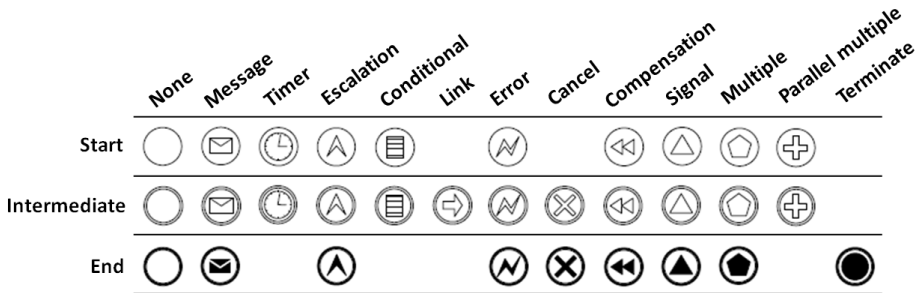 None
Message
Timer
Escalation
Conditional
Link
Error
Cancel
Compensation
Signal
Multiple
Parallel multiple
Terminate
Start
Intermediate
End